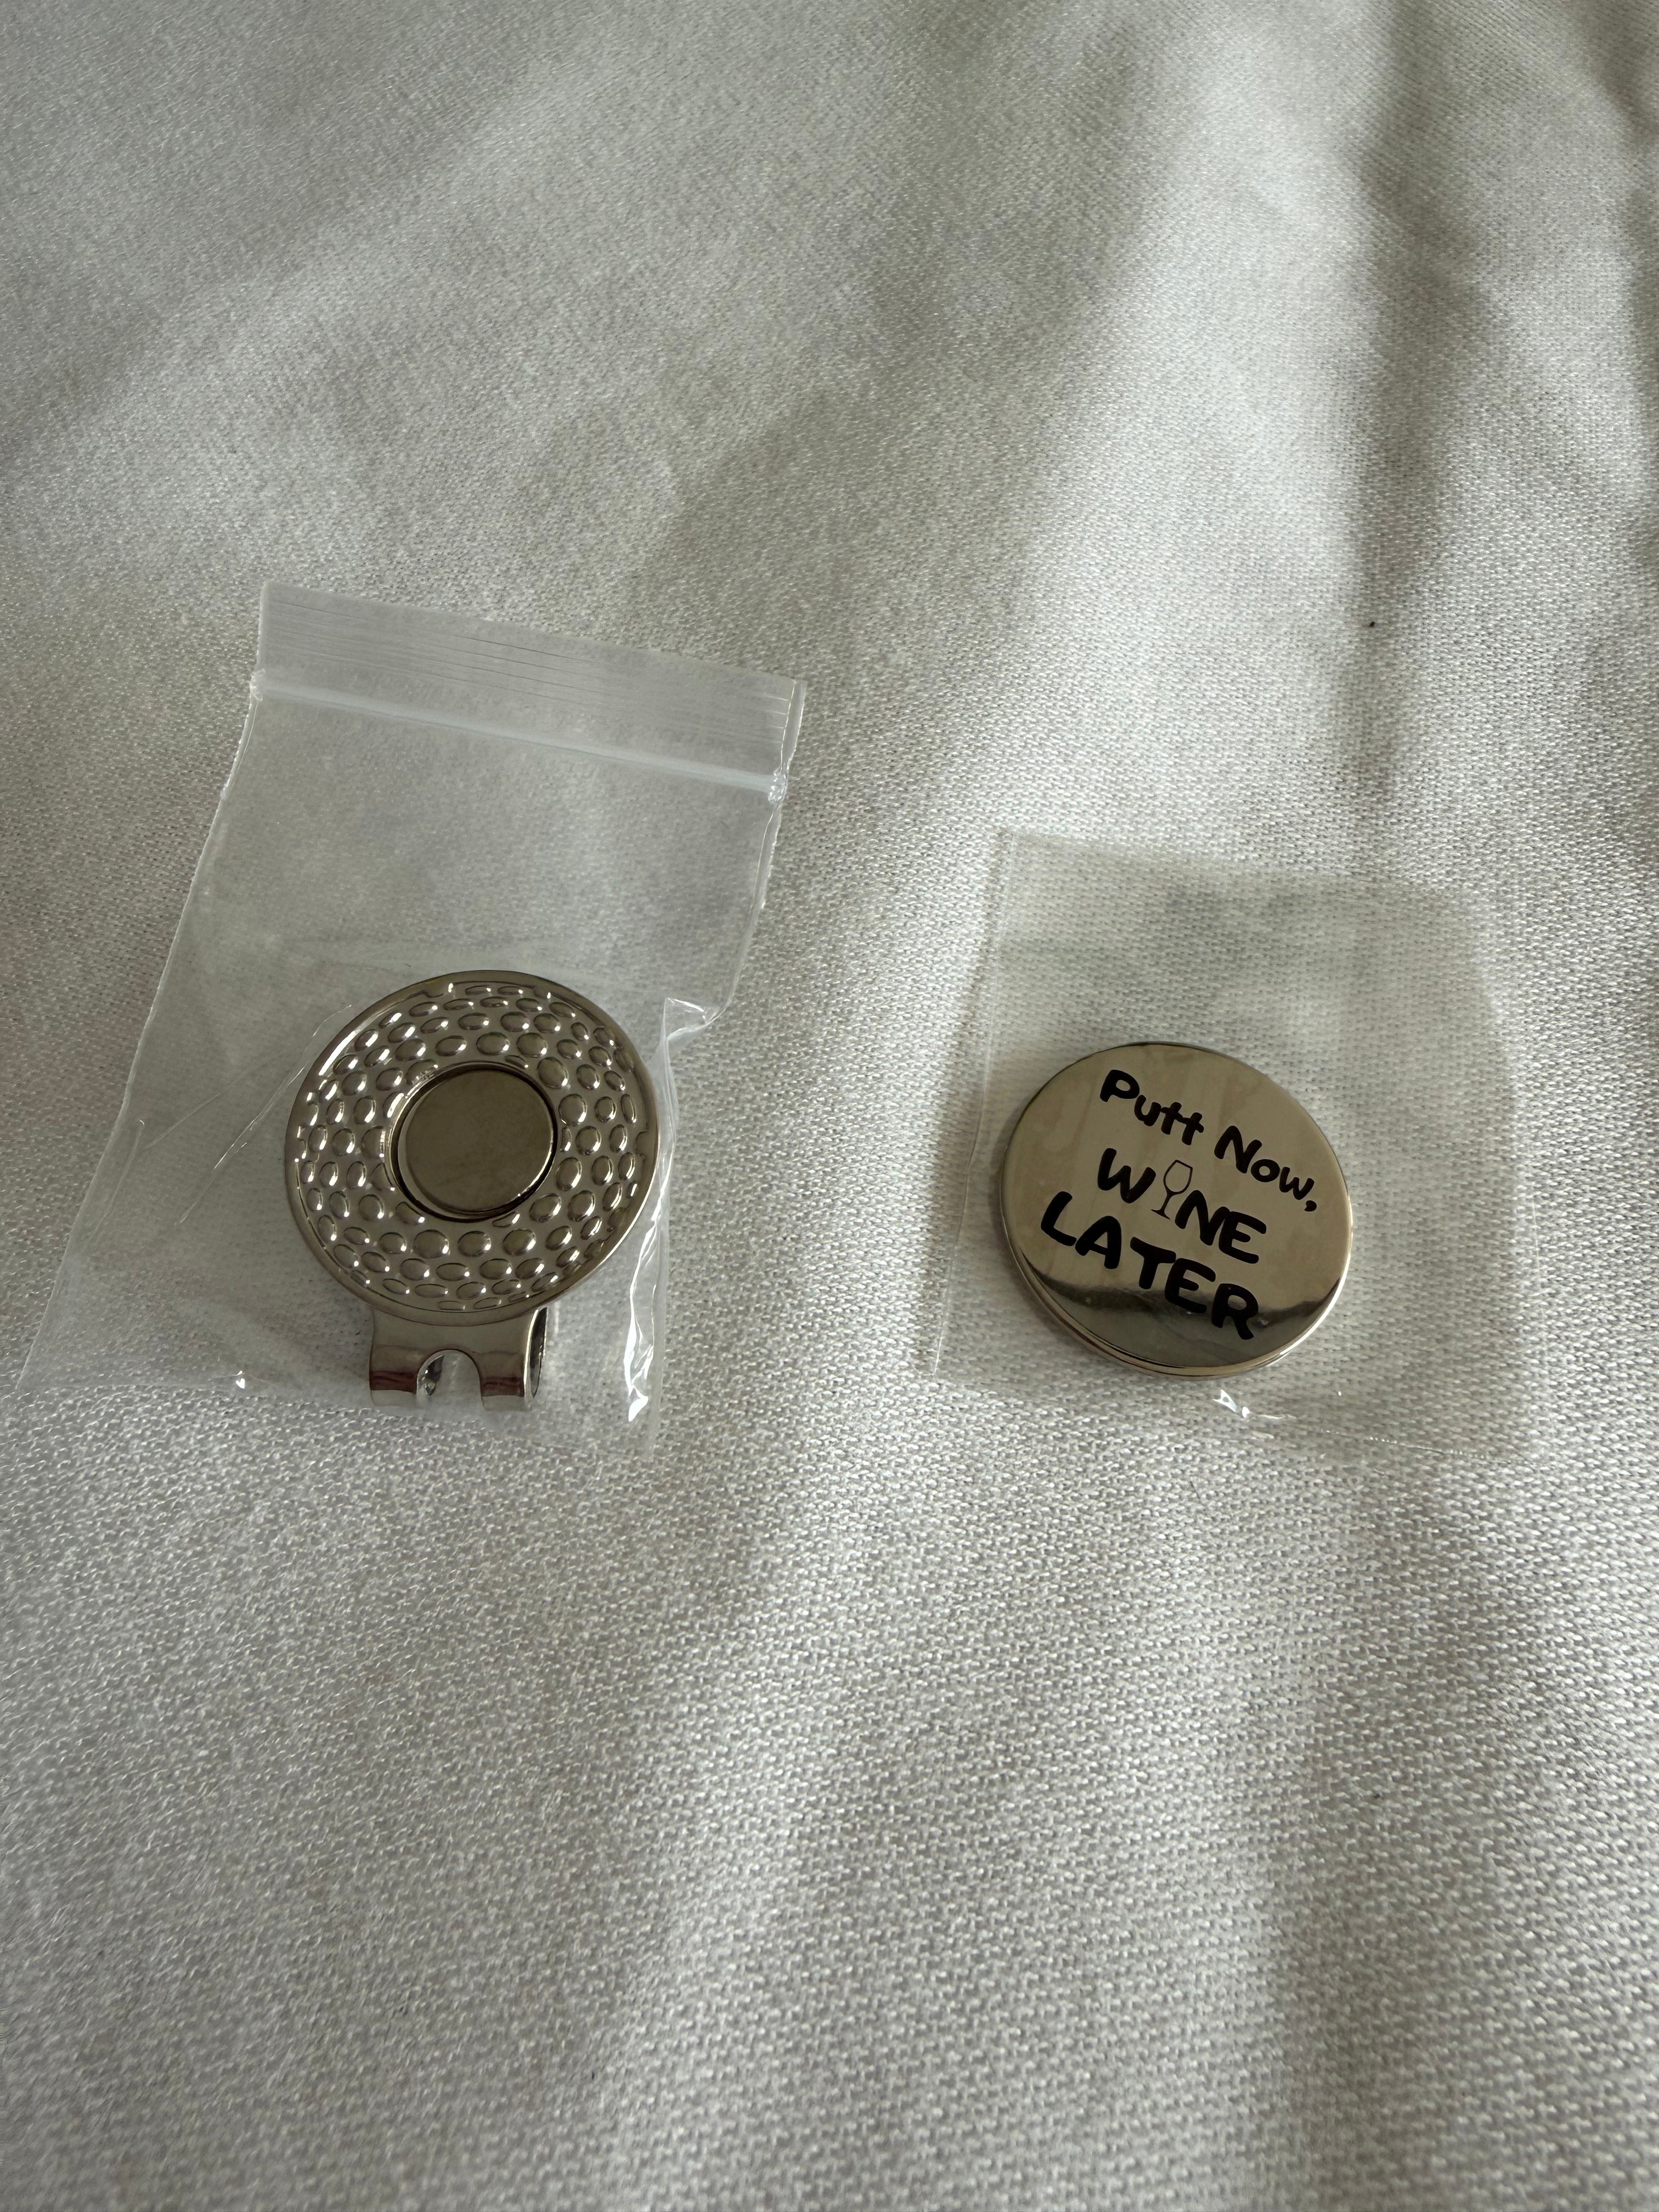 Putt Now,
WINE
LATER